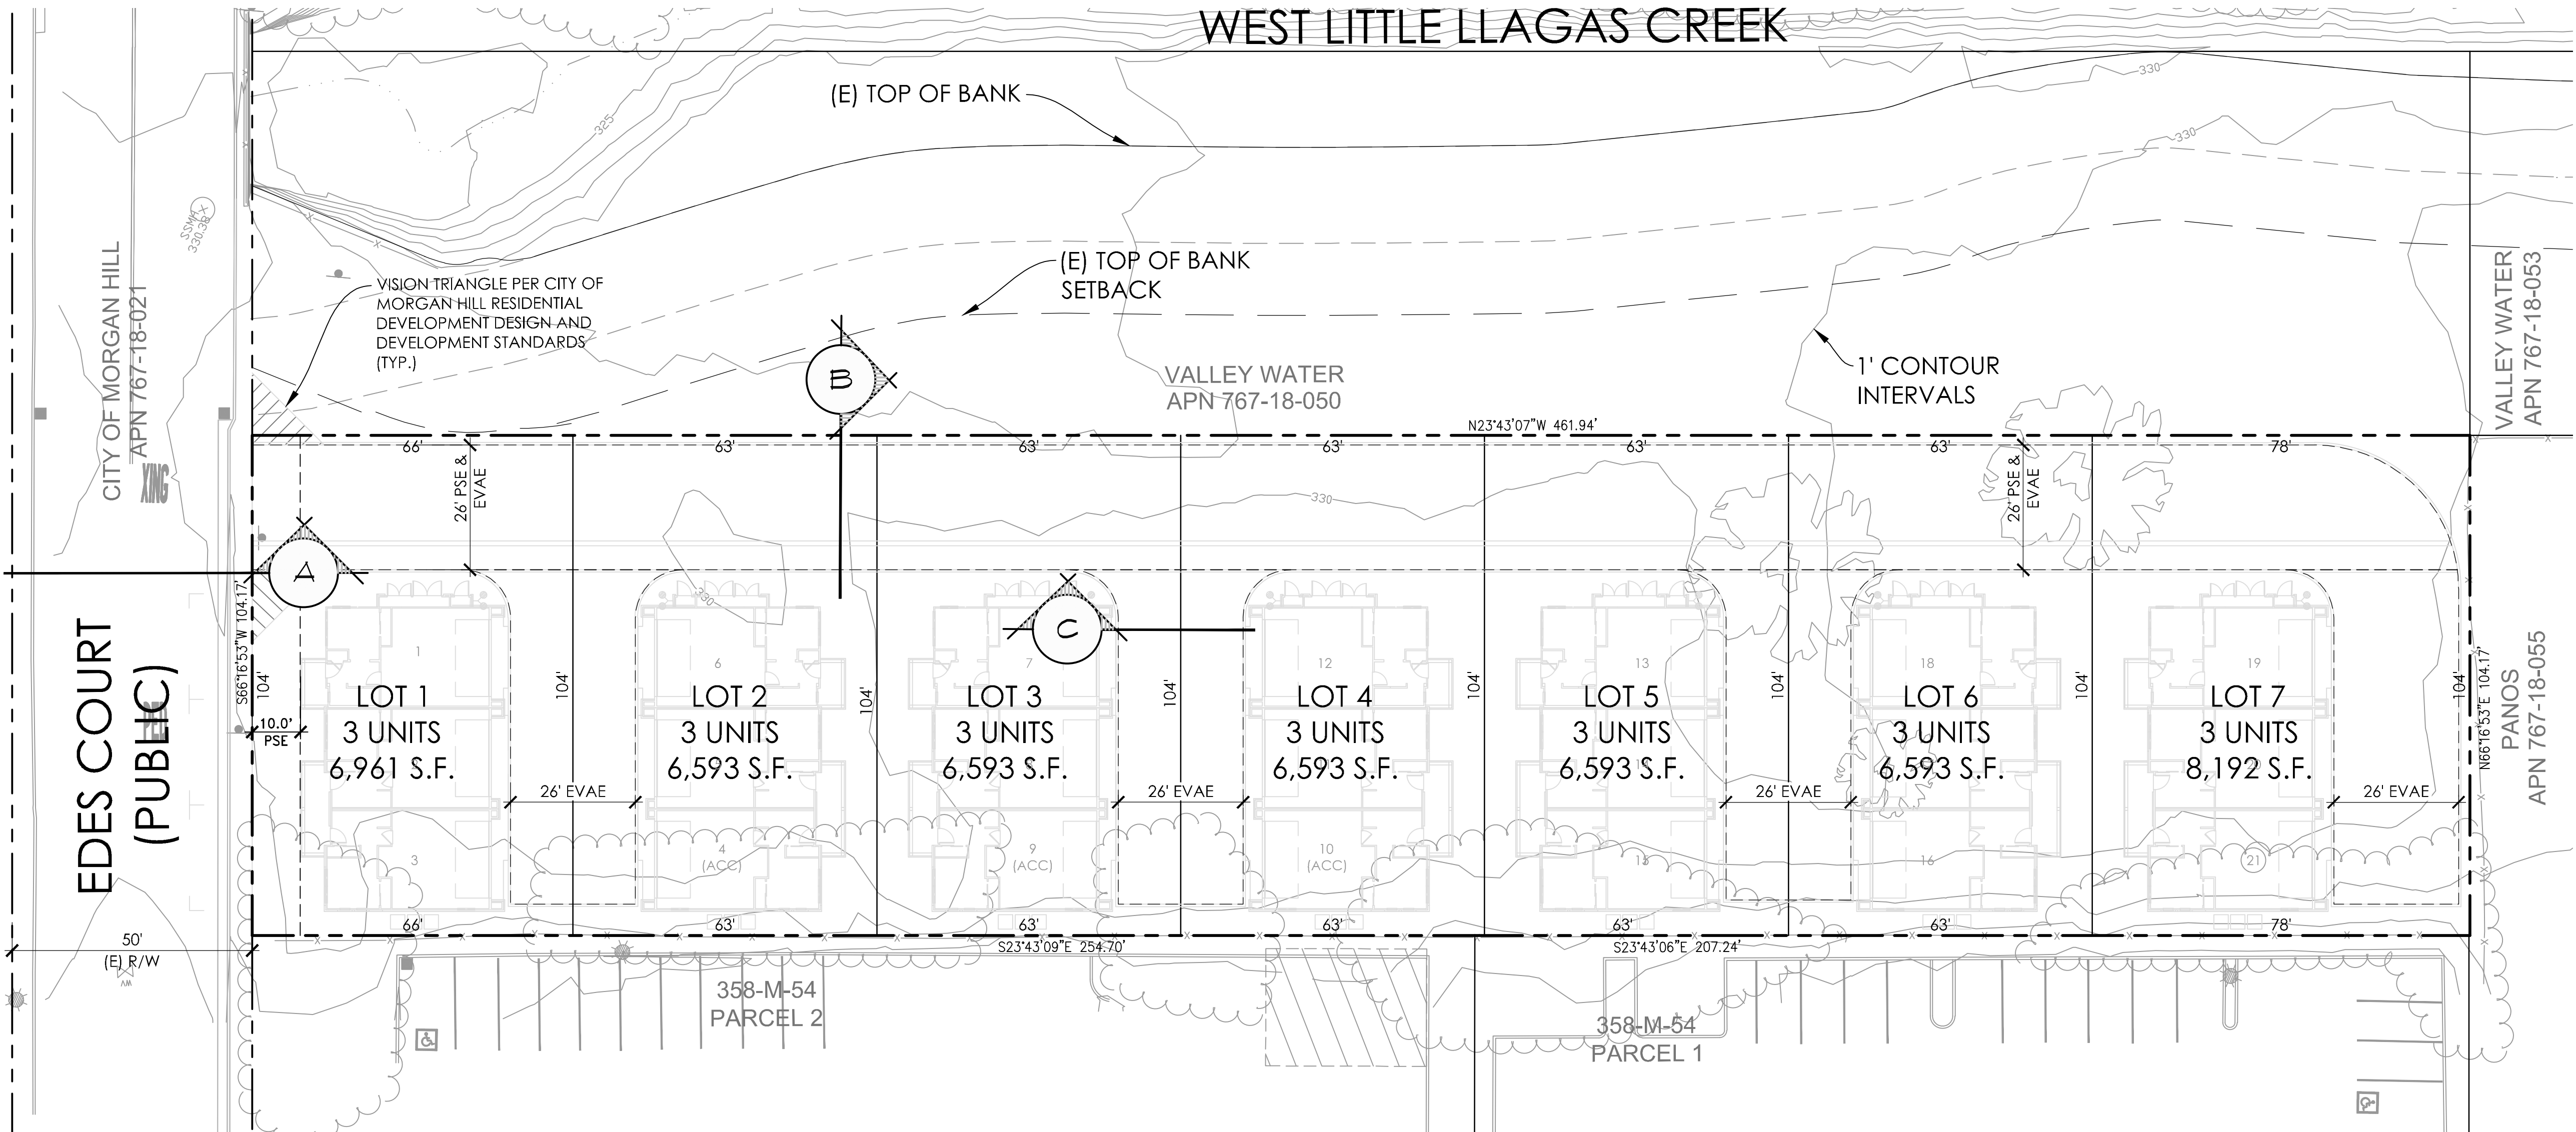 WEST LITTLE LLAGAS CREEK
(E) TOP OF BANK
325
330
330
SSMH
330.39
(E) TOP OF BANK
SETBACK
VISION TRIANGLE PER CITY OF
MORGAN HILL RESIDENTIAL
DEVELOPMENT DESIGN AND
DEVELOPMENT STANDARDS
(TYP.)
CITY OF MORGAN HILL
APN 767-18-021
XING
B
VALLEY WATER
APN 767-18-050
1' CONTOUR
INTERVALS
VALLEY WATER
APN 767-18-053
N23°43'07"W 461.94'
66'
63'
63'
63'
63'
63'
78'
26' PSE &
EVAE
26' PSE &
EVAE
330
330
A
C
S66°16'53"W 104.17'
104'
104'
104'
104'
104'
104'
104'
104'
N66°16'53"E 104.17'
PANOS
APN 767-18-055
EDES COURT
(PUBLIC)
10.0'
PSE
1
6
7
12
13
18
19
LOT 1
3 UNITS
6,961 S.F.
LOT 2
3 UNITS
6,593 S.F.
LOT 3
3 UNITS
6,593 S.F.
LOT 4
3 UNITS
6,593 S.F.
LOT 5
3 UNITS
6,593 S.F.
LOT 6
3 UNITS
6,593 S.F.
LOT 7
3 UNITS
8,192 S.F.
26' EVAE
26' EVAE
26' EVAE
26' EVAE
3
4
(ACC)
9
(ACC)
10
(ACC)
15
16
21
66'
63'
63'
63'
63'
63'
78'
S23°43'09"E 254.70'
S23°43'06"E 207.24'
50'
(E) R/W
WV
358-M-54
PARCEL 2
358-M-54
PARCEL 1